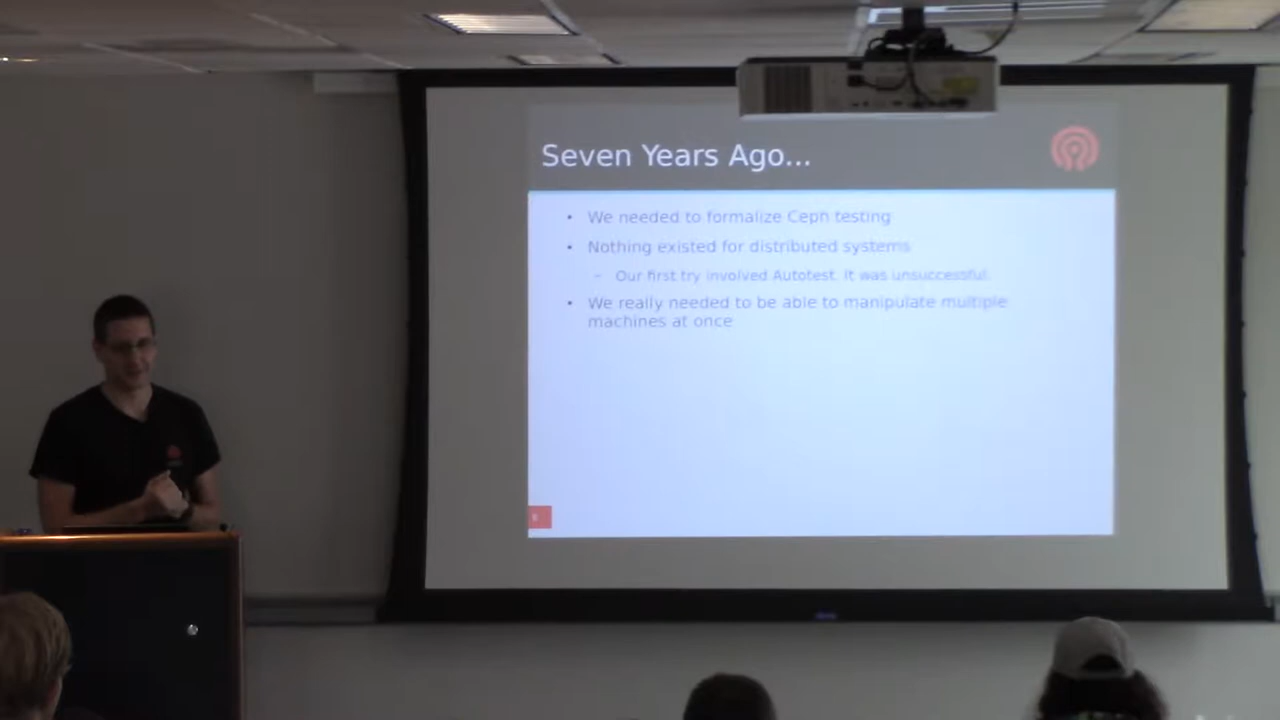 Seven Years Ago...
• We needed to formalize Ceph testing
• Nothing existed for distributed systems
– Our first try involved Autotest. It was unsuccessful.
• We really needed to be able to manipulate multiple
machines at once